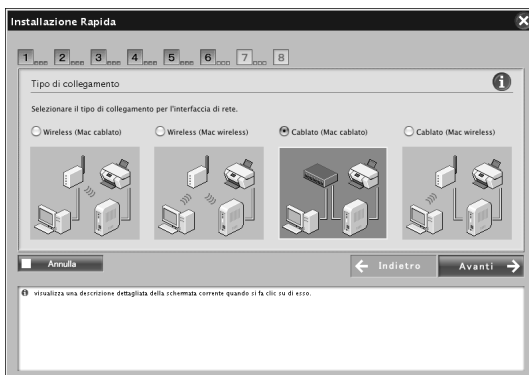 Installazione Rapida
1 2 3 4 5 6 7 8
Tipo di collegamento
Selezionare il tipo di collegamento per l'interfaccia di rete.
Wireless (Mac cablato) Wireless (Mac wireless) Cablato (Mac cablato) Cablato (Mac wireless)
Annulla Indietro Avanti
visualizza una descrizione dettagliata della schermata corrente quando si fa clic su di esso.